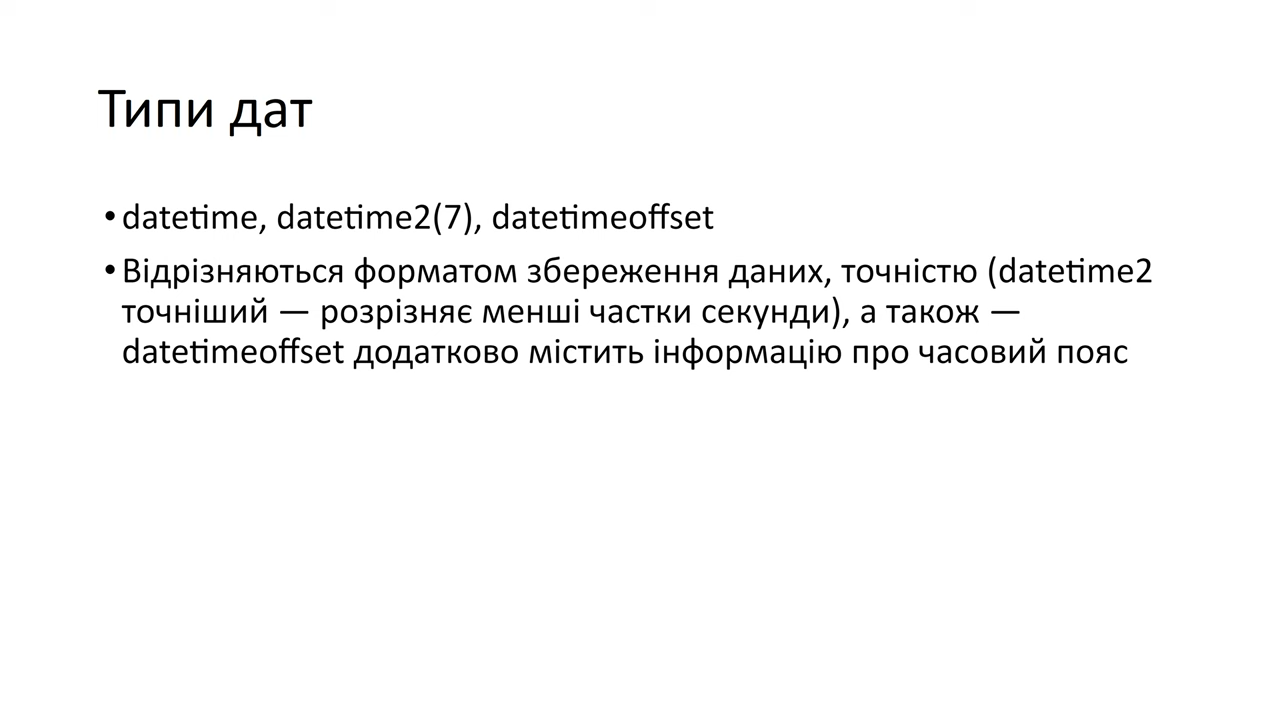 Типи дат
•datetime, datetime2(7), datetimeoffset
•Відрізняються форматом збереження даних, точністю (datetime2
точніший — розрізняє менші частки секунди), а також —
datetimeoffset додатково містить інформацію про часовий пояс